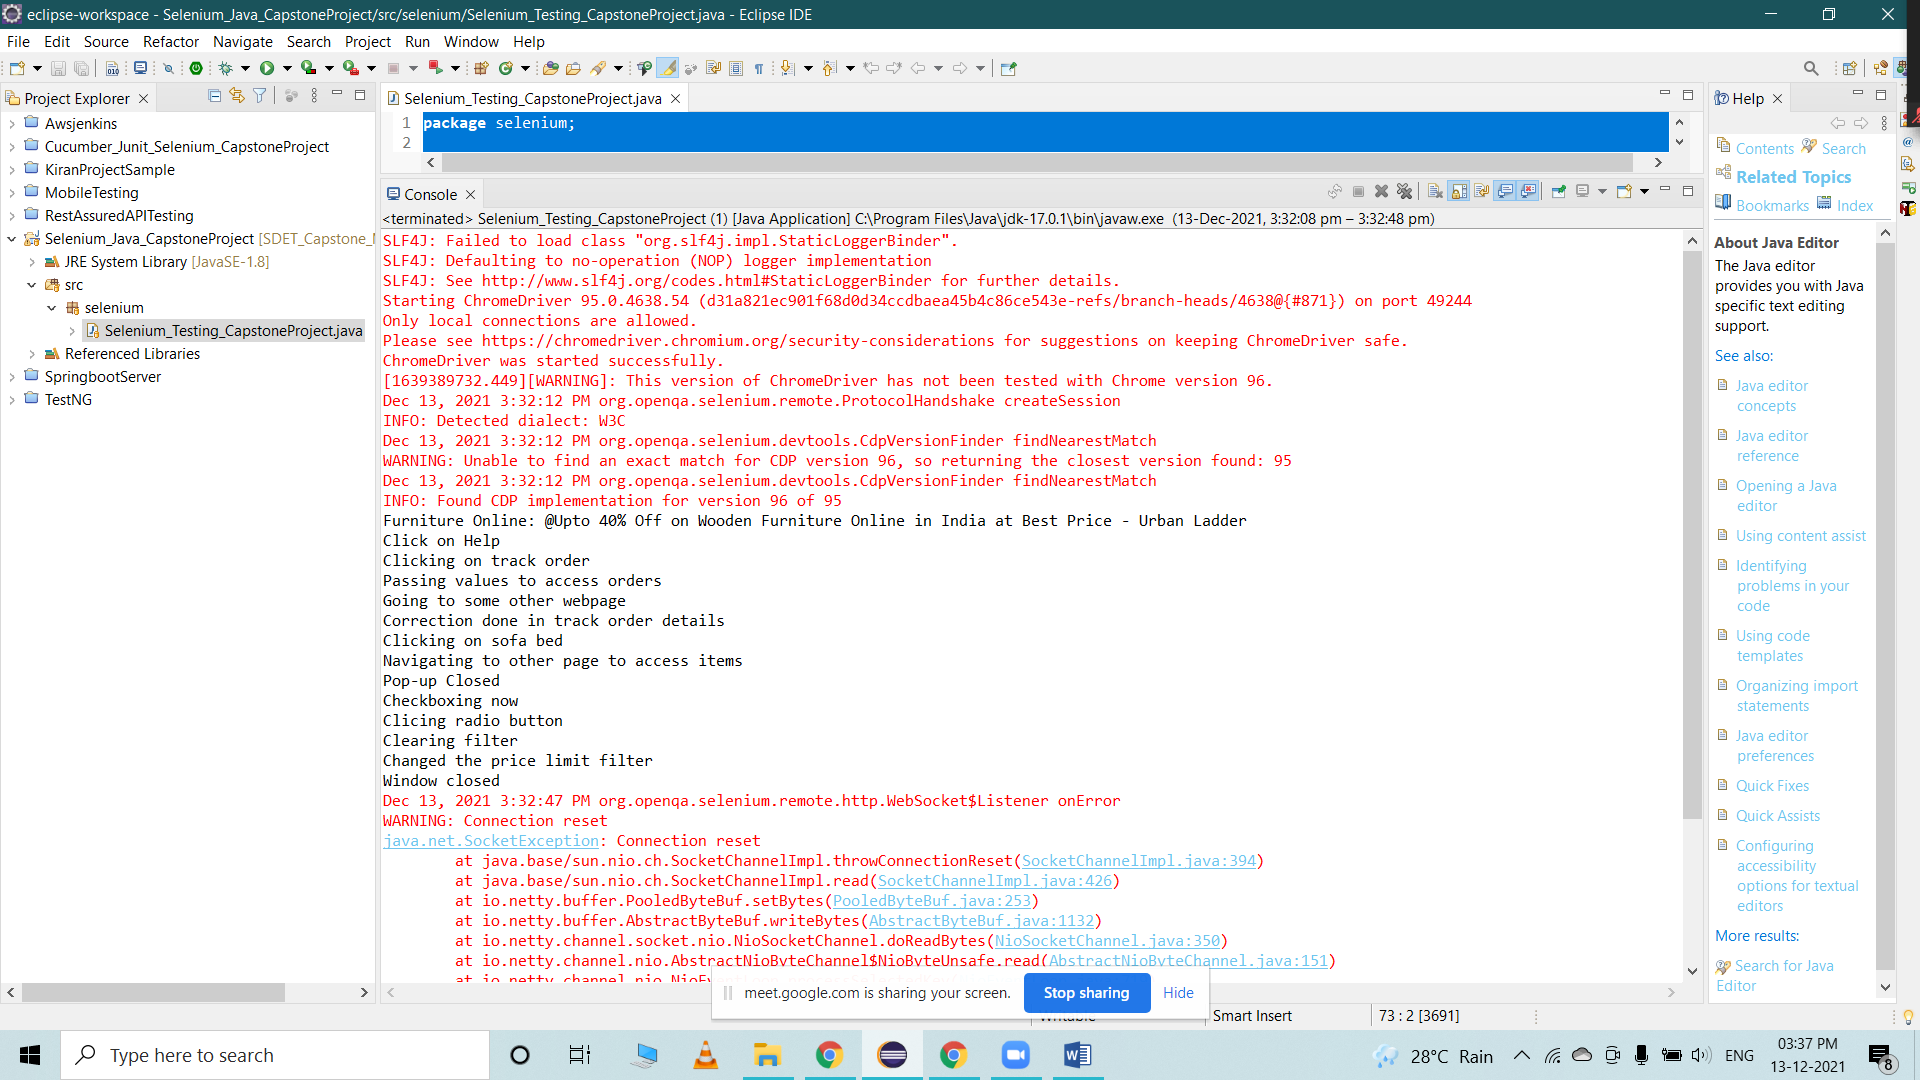 eclipse-workspace - Selenium_Java_CapstoneProject/src/selenium/Selenium_Testing_CapstoneProject.java - Eclipse IDE
File Edit Source Refactor Navigate Search Project Run Window Help
Project Explorer
Awsjenkins
Cucumber_Junit_Selenium_CapstoneProject
KiranProjectSample
MobileTesting
RestAssuredAPITesting
Selenium_Java_CapstoneProject [SDET_Capstone_
JRE System Library [JavaSE-1.8]
src
selenium
Selenium_Testing_CapstoneProject.java
Referenced Libraries
SpringbootServer
TestNG
Selenium_Testing_CapstoneProject.java
1 package selenium;
2
Console
<terminated> Selenium_Testing_CapstoneProject (1) [Java Application] C:\Program Files\Java\jdk-17.0.1\bin\javaw.exe (13-Dec-2021, 3:32:08 pm – 3:32:48 pm)
SLF4J: Failed to load class "org.slf4j.impl.StaticLoggerBinder".
SLF4J: Defaulting to no-operation (NOP) logger implementation
SLF4J: See http://www.slf4j.org/codes.html#StaticLoggerBinder for further details.
Starting ChromeDriver 95.0.4638.54 (d31a821ec901f68d0d34ccdbaea45b4c86ce543e-refs/branch-heads/4638@{#871}) on port 49244
Only local connections are allowed.
Please see https://chromedriver.chromium.org/security-considerations for suggestions on keeping ChromeDriver safe.
ChromeDriver was started successfully.
[1639389732.449][WARNING]: This version of ChromeDriver has not been tested with Chrome version 96.
Dec 13, 2021 3:32:12 PM org.openqa.selenium.remote.ProtocolHandshake createSession
INFO: Detected dialect: W3C
Dec 13, 2021 3:32:12 PM org.openqa.selenium.devtools.CdpVersionFinder findNearestMatch
WARNING: Unable to find an exact match for CDP version 96, so returning the closest version found: 95
Dec 13, 2021 3:32:12 PM org.openqa.selenium.devtools.CdpVersionFinder findNearestMatch
INFO: Found CDP implementation for version 96 of 95
Furniture Online: @Upto 40% Off on Wooden Furniture Online in India at Best Price - Urban Ladder
Click on Help
Clicking on track order
Passing values to access orders
Going to some other webpage
Correction done in track order details
Clicking on sofa bed
Navigating to other page to access items
Pop-up Closed
Checkboxing now
Clicing radio button
Clearing filter
Changed the price limit filter
Window closed
Dec 13, 2021 3:32:47 PM org.openqa.selenium.remote.http.WebSocket$Listener onError
WARNING: Connection reset
java.net.SocketException: Connection reset
at java.base/sun.nio.ch.SocketChannelImpl.throwConnectionReset(SocketChannelImpl.java:394)
at java.base/sun.nio.ch.SocketChannelImpl.read(SocketChannelImpl.java:426)
at io.netty.buffer.PooledByteBuf.setBytes(PooledByteBuf.java:253)
at io.netty.buffer.AbstractByteBuf.writeBytes(AbstractByteBuf.java:1132)
at io.netty.channel.socket.nio.NioSocketChannel.doReadBytes(NioSocketChannel.java:350)
at io.netty.channel.nio.AbstractNioByteChannel$NioByteUnsafe.read(AbstractNioByteChannel.java:151)
at io.netty.channel.nio.
Help
Contents Search
Related Topics
Bookmarks Index
About Java Editor
The Java editor
provides you with Java
specific text editing
support.
See also:
Java editor
concepts
Java editor
reference
Opening a Java
editor
Using content assist
Identifying
problems in your
code
Using code
templates
Organizing import
statements
Java editor
preferences
Quick Fixes
Quick Assists
Configuring
accessibility
options for textual
editors
More results:
Search for Java
Editor
meet.google.com is sharing your screen. Stop sharing Hide
Writable Smart Insert 73 : 2 [3691]
Type here to search
28°C Rain ENG
03:37 PM
13-12-2021
8